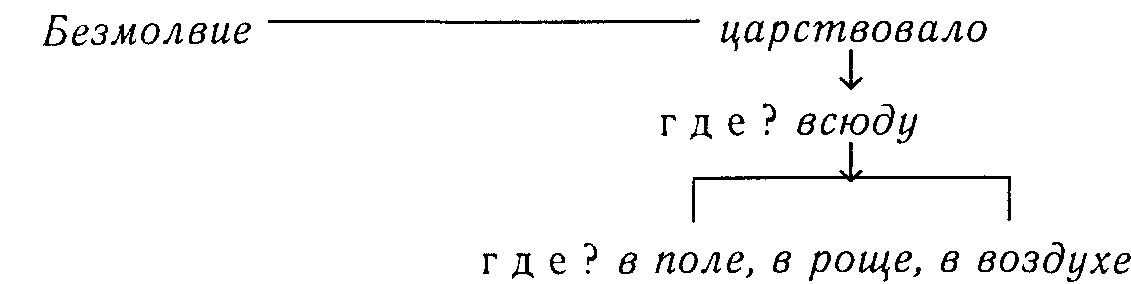 Безмолвие царствовало
где? всюду
где? в поле, в роще, в воздухе